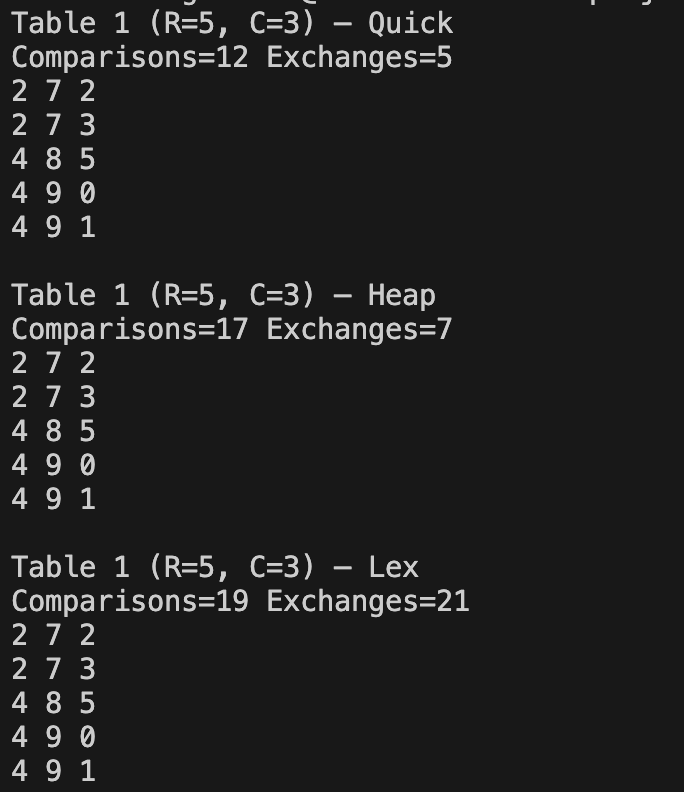 Table 1 (R=5, C=3) — Quick
Comparisons=12 Exchanges=5
2 7 2
2 7 3
4 8 5
4 9 0
4 9 1
Table 1 (R=5, C=3) — Heap
Comparisons=17 Exchanges=7
2 7 2
2 7 3
4 8 5
4 9 0
4 9 1
Table 1 (R=5, C=3) — Lex
Comparisons=19 Exchanges=21
2 7 2
2 7 3
4 8 5
4 9 0
4 9 1